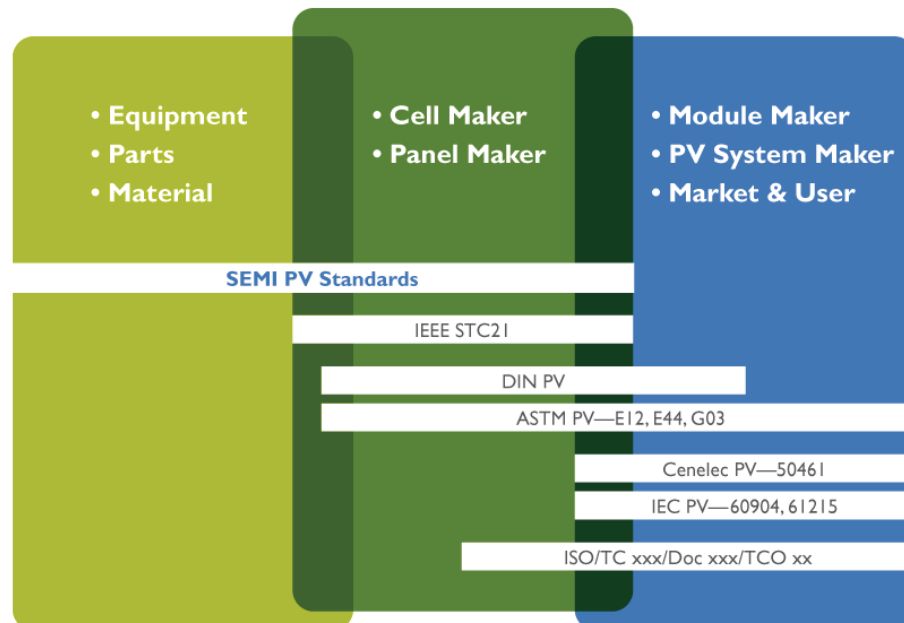 • Equipment
• Parts
• Material
• Cell Maker
• Panel Maker
• Module Maker
• PV System Maker
• Market & User
SEMI PV Standards
IEEE STC21
DIN PV
ASTM PV—E12, E44, G03
Cenelec PV—50461
IEC PV—60904, 61215
ISO/TC xxx/Doc xxx/TCO xx